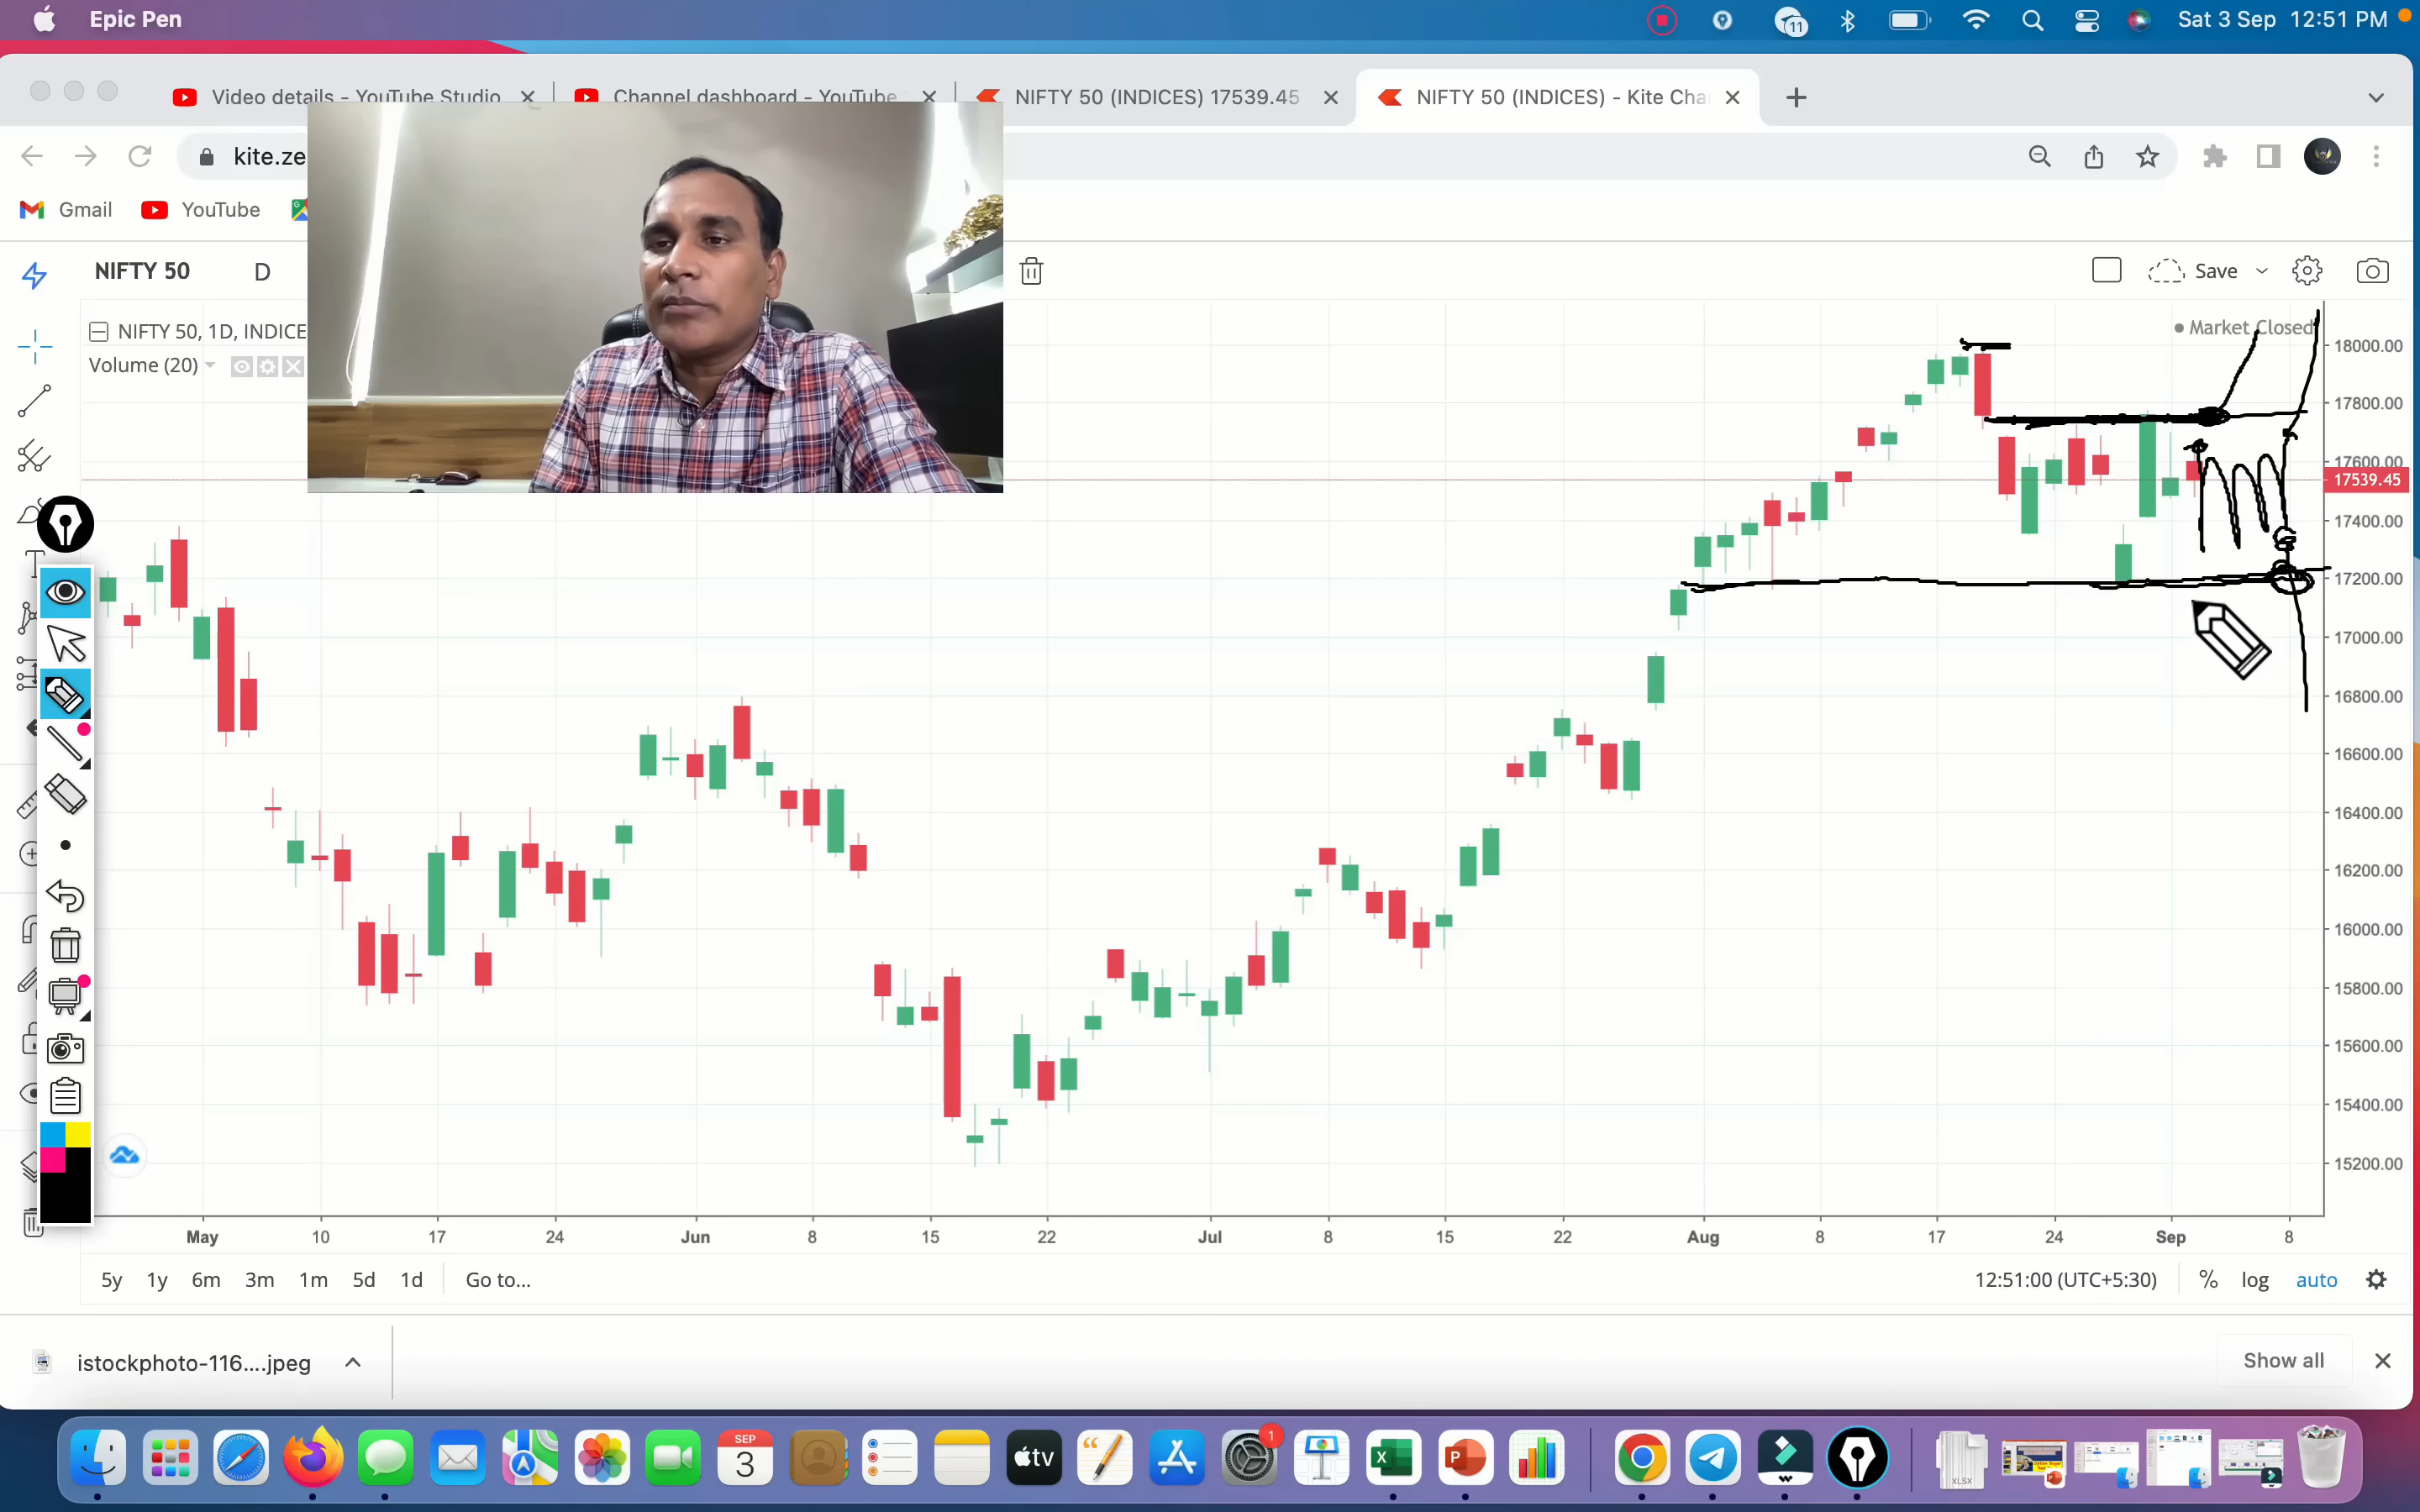 Epic Pen
11
Sat 3 Sep 12:51 PM
Video details - YouTube Studio
Channel dashboard - YouTube
NIFTY 50 (INDICES) 17539.45
NIFTY 50 (INDICES) - Kite Cha
kite.ze
Gmail
YouTube
NIFTY 50 D
Save
NIFTY 50, 1D, INDICE
Market Closed
Volume (20)
18000.00
17800.00
17600.00
17539.45
17400.00
17200.00
17000.00
16800.00
16600.00
16400.00
16200.00
16000.00
15800.00
15600.00
15400.00
15200.00
May 10 17 24 Jun 8 15 22 Jul 8 15 22 Aug 8 17 24 Sep 8
5y 1y 6m 3m 1m 5d 1d Go to...
12:51:00 (UTC+5:30) % log auto
istockphoto-116....jpeg
Show all
SEP
3
tv
1
X
P
XLSX